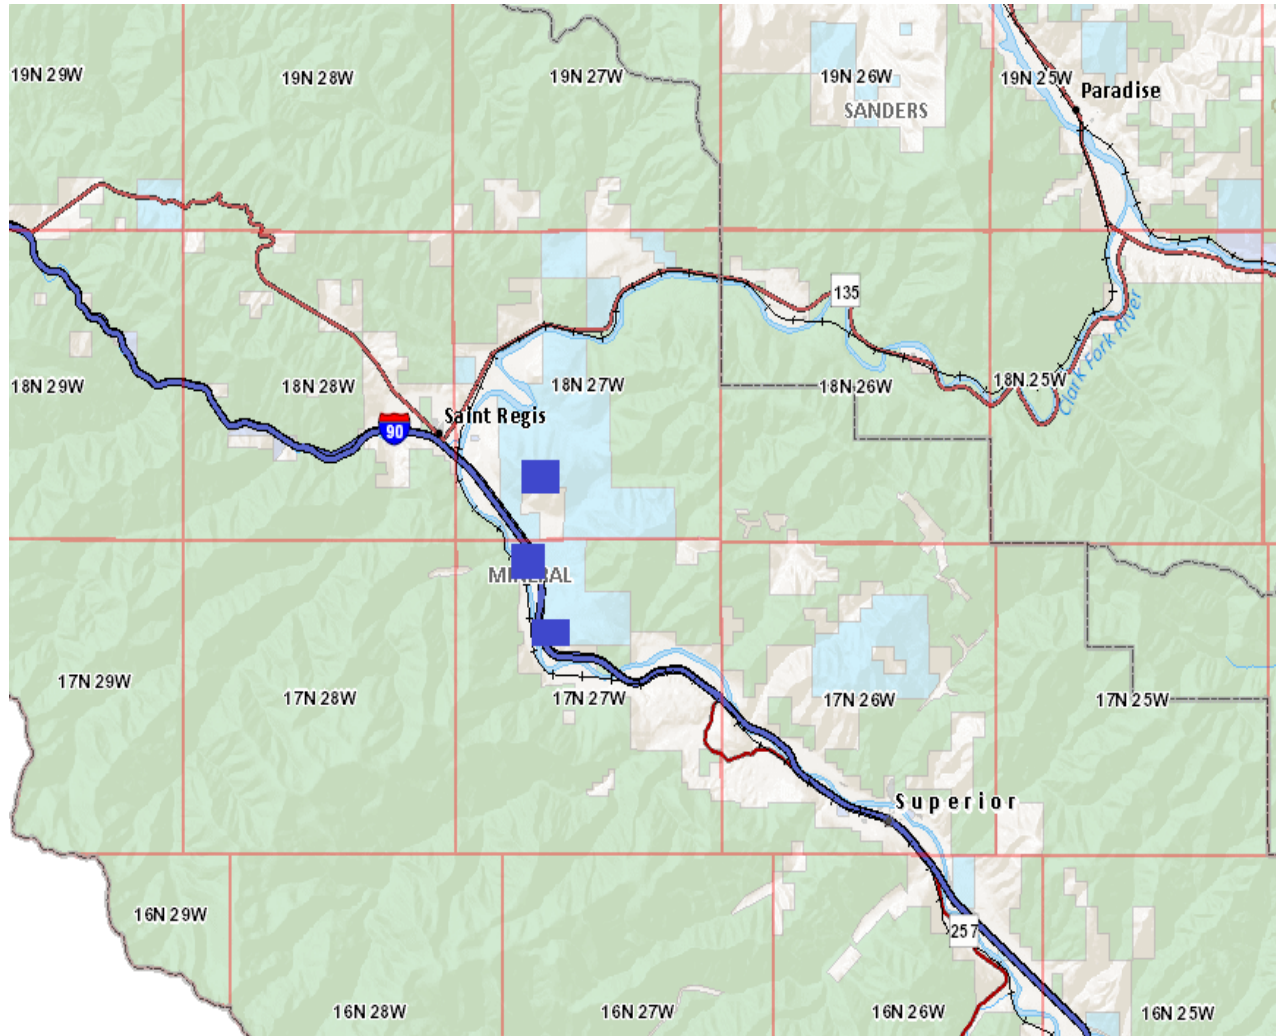 19N 29W
19N 28W
19N 27W
19N 26W
19N 25W
Paradise
SANDERS
135
Clark Fork River
18N 29W
18N 28W
18N 27W
18N 26W
18N 25W
Saint Regis
90
MINERAL
17N 29W
17N 28W
17N 27W
17N 26W
17N 25W
Superior
16N 29W
257
16N 28W
16N 27W
16N 26W
16N 25W